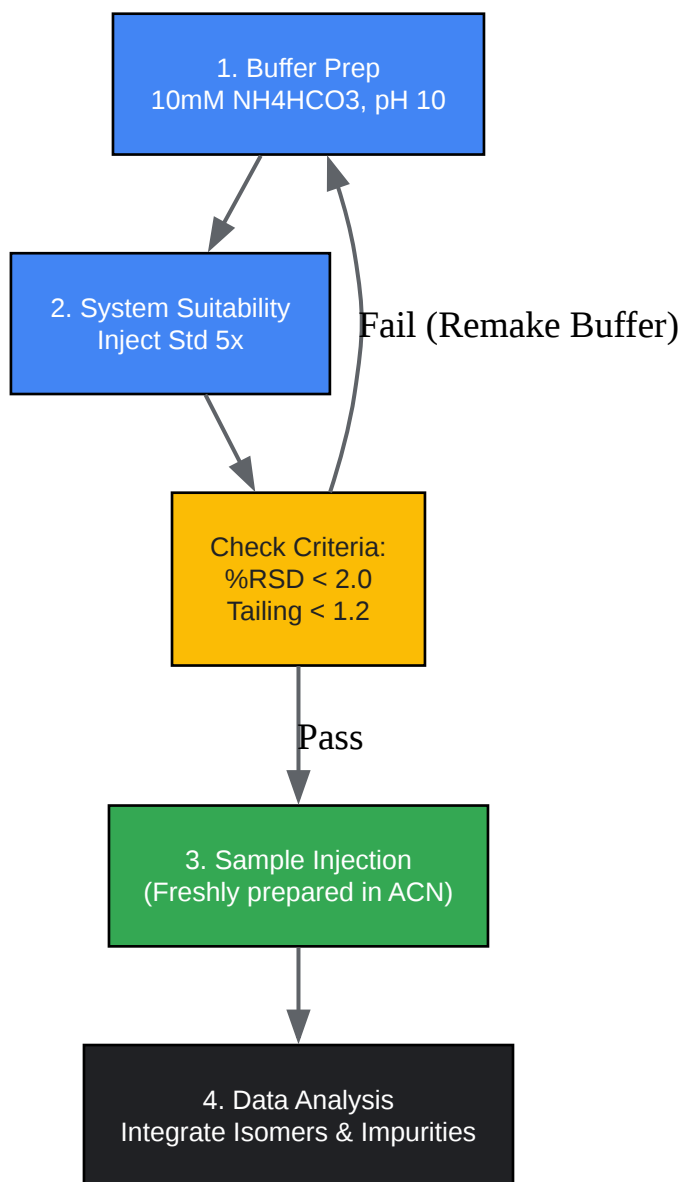 1. Buffer Prep
10mM NH4HCO3, pH 10
2. System Suitability
Inject Std 5x
Fail (Remake Buffer)
Check Criteria:
%RSD < 2.0
Tailing < 1.2
Pass
3. Sample Injection
(Freshly prepared in ACN)
4. Data Analysis
Integrate Isomers & Impurities